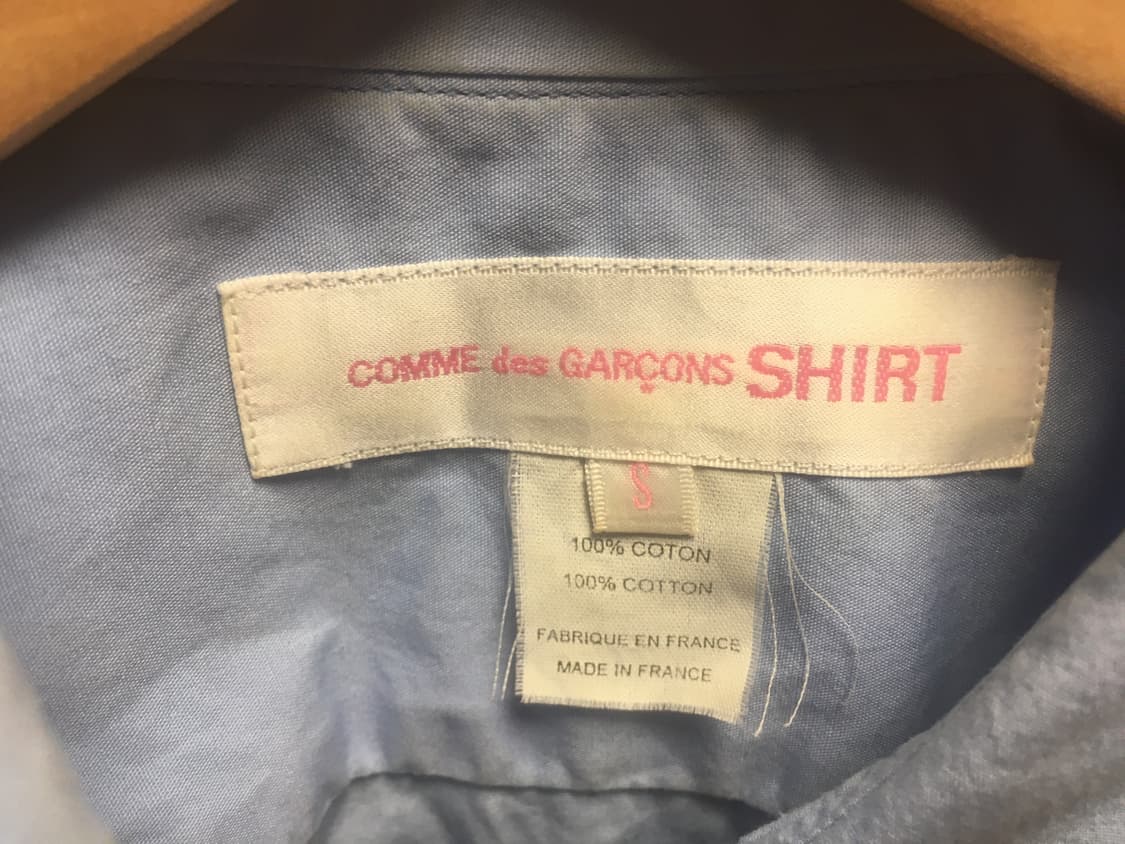 COMME des GARÇONS SHIRT
S
100% COTON
100% COTTON
FABRIQUE EN FRANCE
MADE IN FRANCE